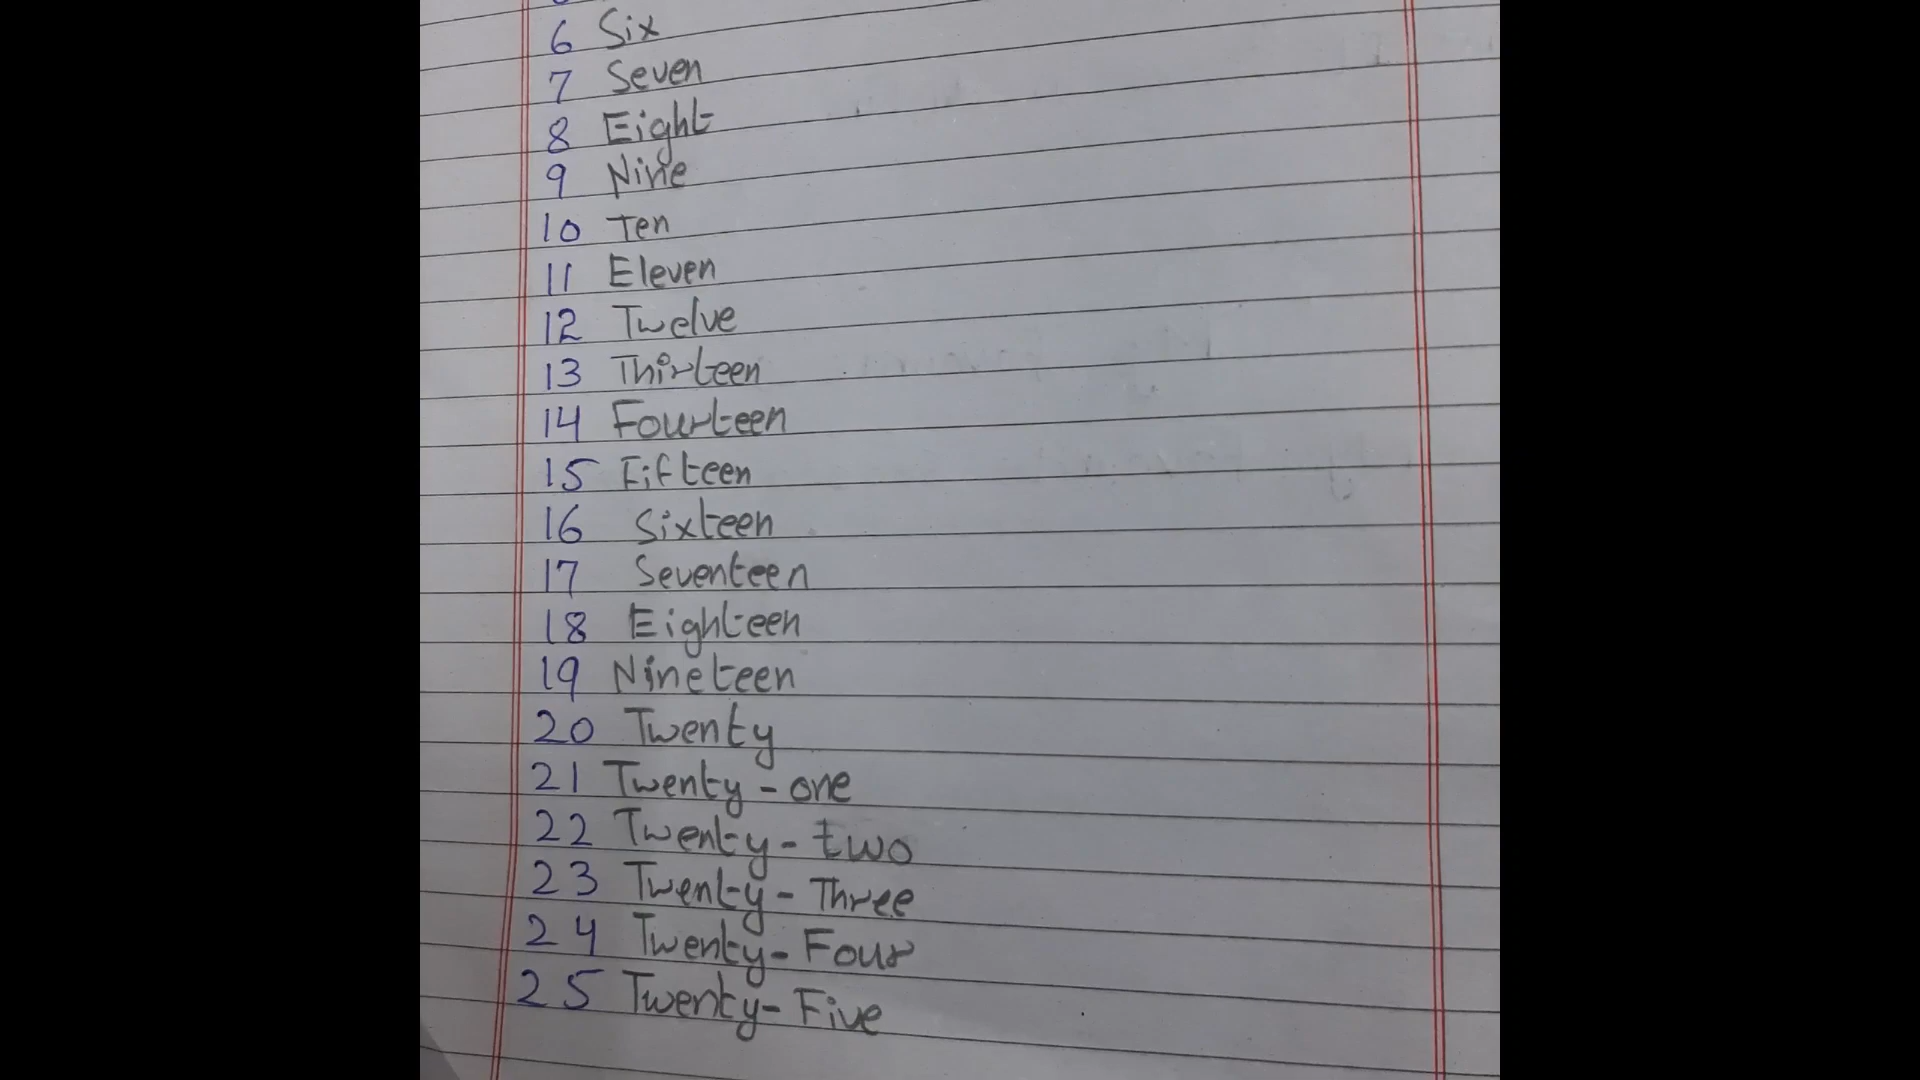 6 Six
7 Seven
8 Eight
9 Nine
10 Ten
11 Eleven
12 Twelve
13 Thirteen
14 Fourteen
15 Fifteen
16 Sixteen
17 Seventeen
18 Eighteen
19 Nineteen
20 Twenty
21 Twenty-one
22 Twenty-two
23 Twenty-Three
24 Twenty-Four
25 Twenty-Five